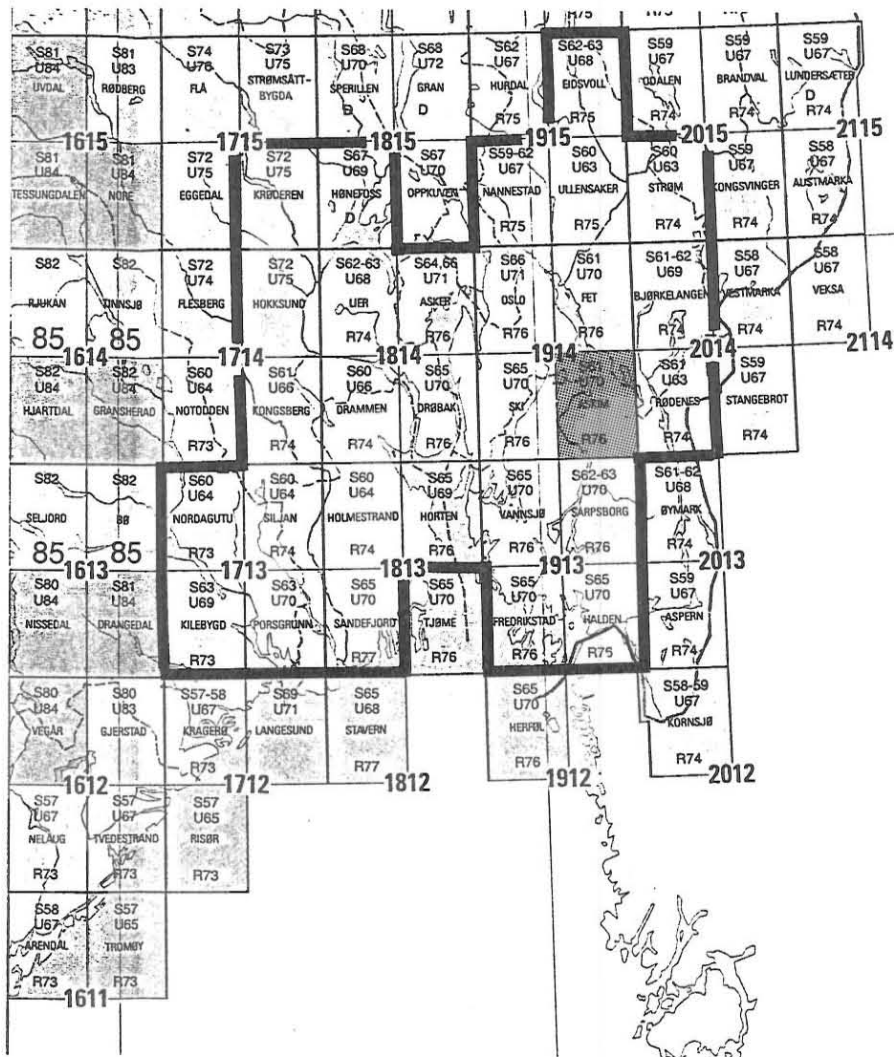 R75 R75 R74
S81 U84 UVDAL
S81 U83 RØDBERG
S74 U76 FLÅ
S73 U75 STRØMSÅTT-BYGDA
S68 U70 SPERILLEN D
S68 U72 GRAN D
S62 U67 HURDAL R75
S62-63 U68 EIDSVOLL R75
S59 U67 ODALEN R74
S59 U67 BRANDVAL R74
S59 U67 LUNDERSÆTER D R74
1615 1715 1815 1915 2015 2115
S81 U84 TESSUNGDALEN
S81 U84 NORE
S72 U75 EGGEDAL
S72 U75 KRØDEREN
S67 U69 HØNEFOSS D
S67 U70 OPPKUVEN
S59-62 U67 NANNESTAD R75
S60 U63 ULLENSAKER R75
S60 U63 STRØM R74
S59 U67 KONGSVINGER R74
S58 U67 AUSTMARKA R74
S82 RJUKAN 85
S82 TINNSJØ 85
S72 U74 FLESBERG
S72 U75 HOKKSUND
S62-63 U68 LIER R74
S64,66 U71 ASKER R76
S66 U71 OSLO R76
S61 U70 FET R76
S61-62 U69 BJØRKELANGEN R74
S58 U67 VESTMARKA R74
S58 U67 VEKSA R74
1614 1714 1814 1914 2014 2114
S82 U84 HJARTDAL
S82 U84 GRANSHERAD
S60 U64 NOTODDEN R73
S61 U66 KONGSBERG R74
S60 U66 DRAMMEN R74
S65 U70 DRØBAK R76
S65 U70 SKI R76
S61 U70 ASKIM R76
S61 U63 RØDENES R74
S59 U67 STANGEBROT R74
S82 SELJORD 85
S82 BØ 85
S60 U64 NORDAGUTU R73
S60 U64 SILJAN R74
S60 U64 HOLMESTRAND R74
S65 U69 HORTEN R76
S65 U70 VANNSJØ R76
S62-63 U70 SARPSBORG R76
S61-62 U68 ØYMARK R74
1613 1713 1813 1913 2013
S80 U84 NISSEDAL
S81 U84 DRANGEDAL
S63 U69 KILEBYGD R73
S63 U70 PORSGRUNN R73
S65 U70 SANDEFJORD R77
S65 U70 TJØME R76
S65 U70 FREDRIKSTAD R76
S65 U70 HALDEN R76
S59 U67 ASPERN R74
S80 U84 VEGÅR
S80 U83 GJERSTAD
S57-58 U67 KRAGERØ R73
S69 U71 LANGESUND
S65 U68 STAVERN R77
S65 U70 HERFØL R76
S58-59 U67 KORNSJØ R74
1612 1712 1812 1912 2012
S57 U67 NELAUG R73
S57 U67 TVEDESTRAND R73
S57 U65 RISØR R73
S58 U67 ARENDAL R73
S57 U65 TROMØY R73
1611